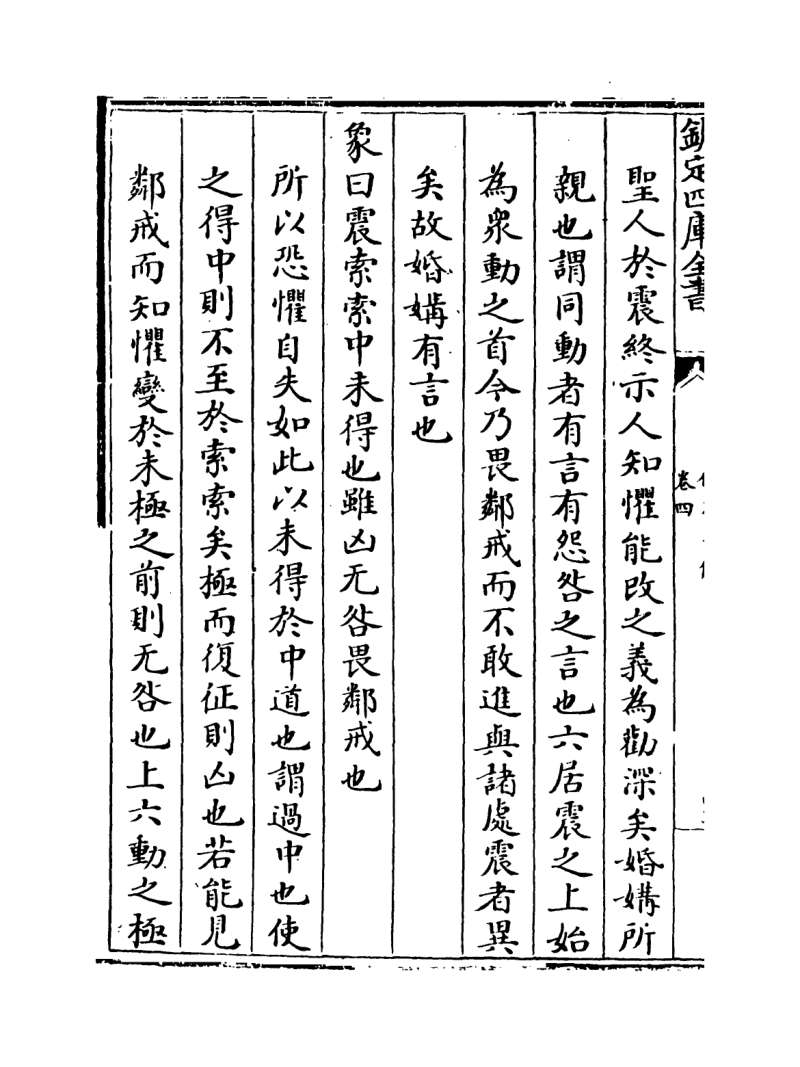 欽定四庫全書
卷四
聖人於震終示人知懼能改之義為勸深矣婚媾所
親也謂同動者有言有怨咎之言也六居震之上始
為衆動之首今乃畏鄰戒而不敢進與諸處震者異
矣故婚媾有言也
象曰震索索中未得也雖凶无咎畏鄰戒也
所以恐懼自失如此以未得於中道也謂過中也使
之得中則不至於索索矣極而復征則凶也若能見
鄰戒而知懼變於未極之前則无咎也上六動之極